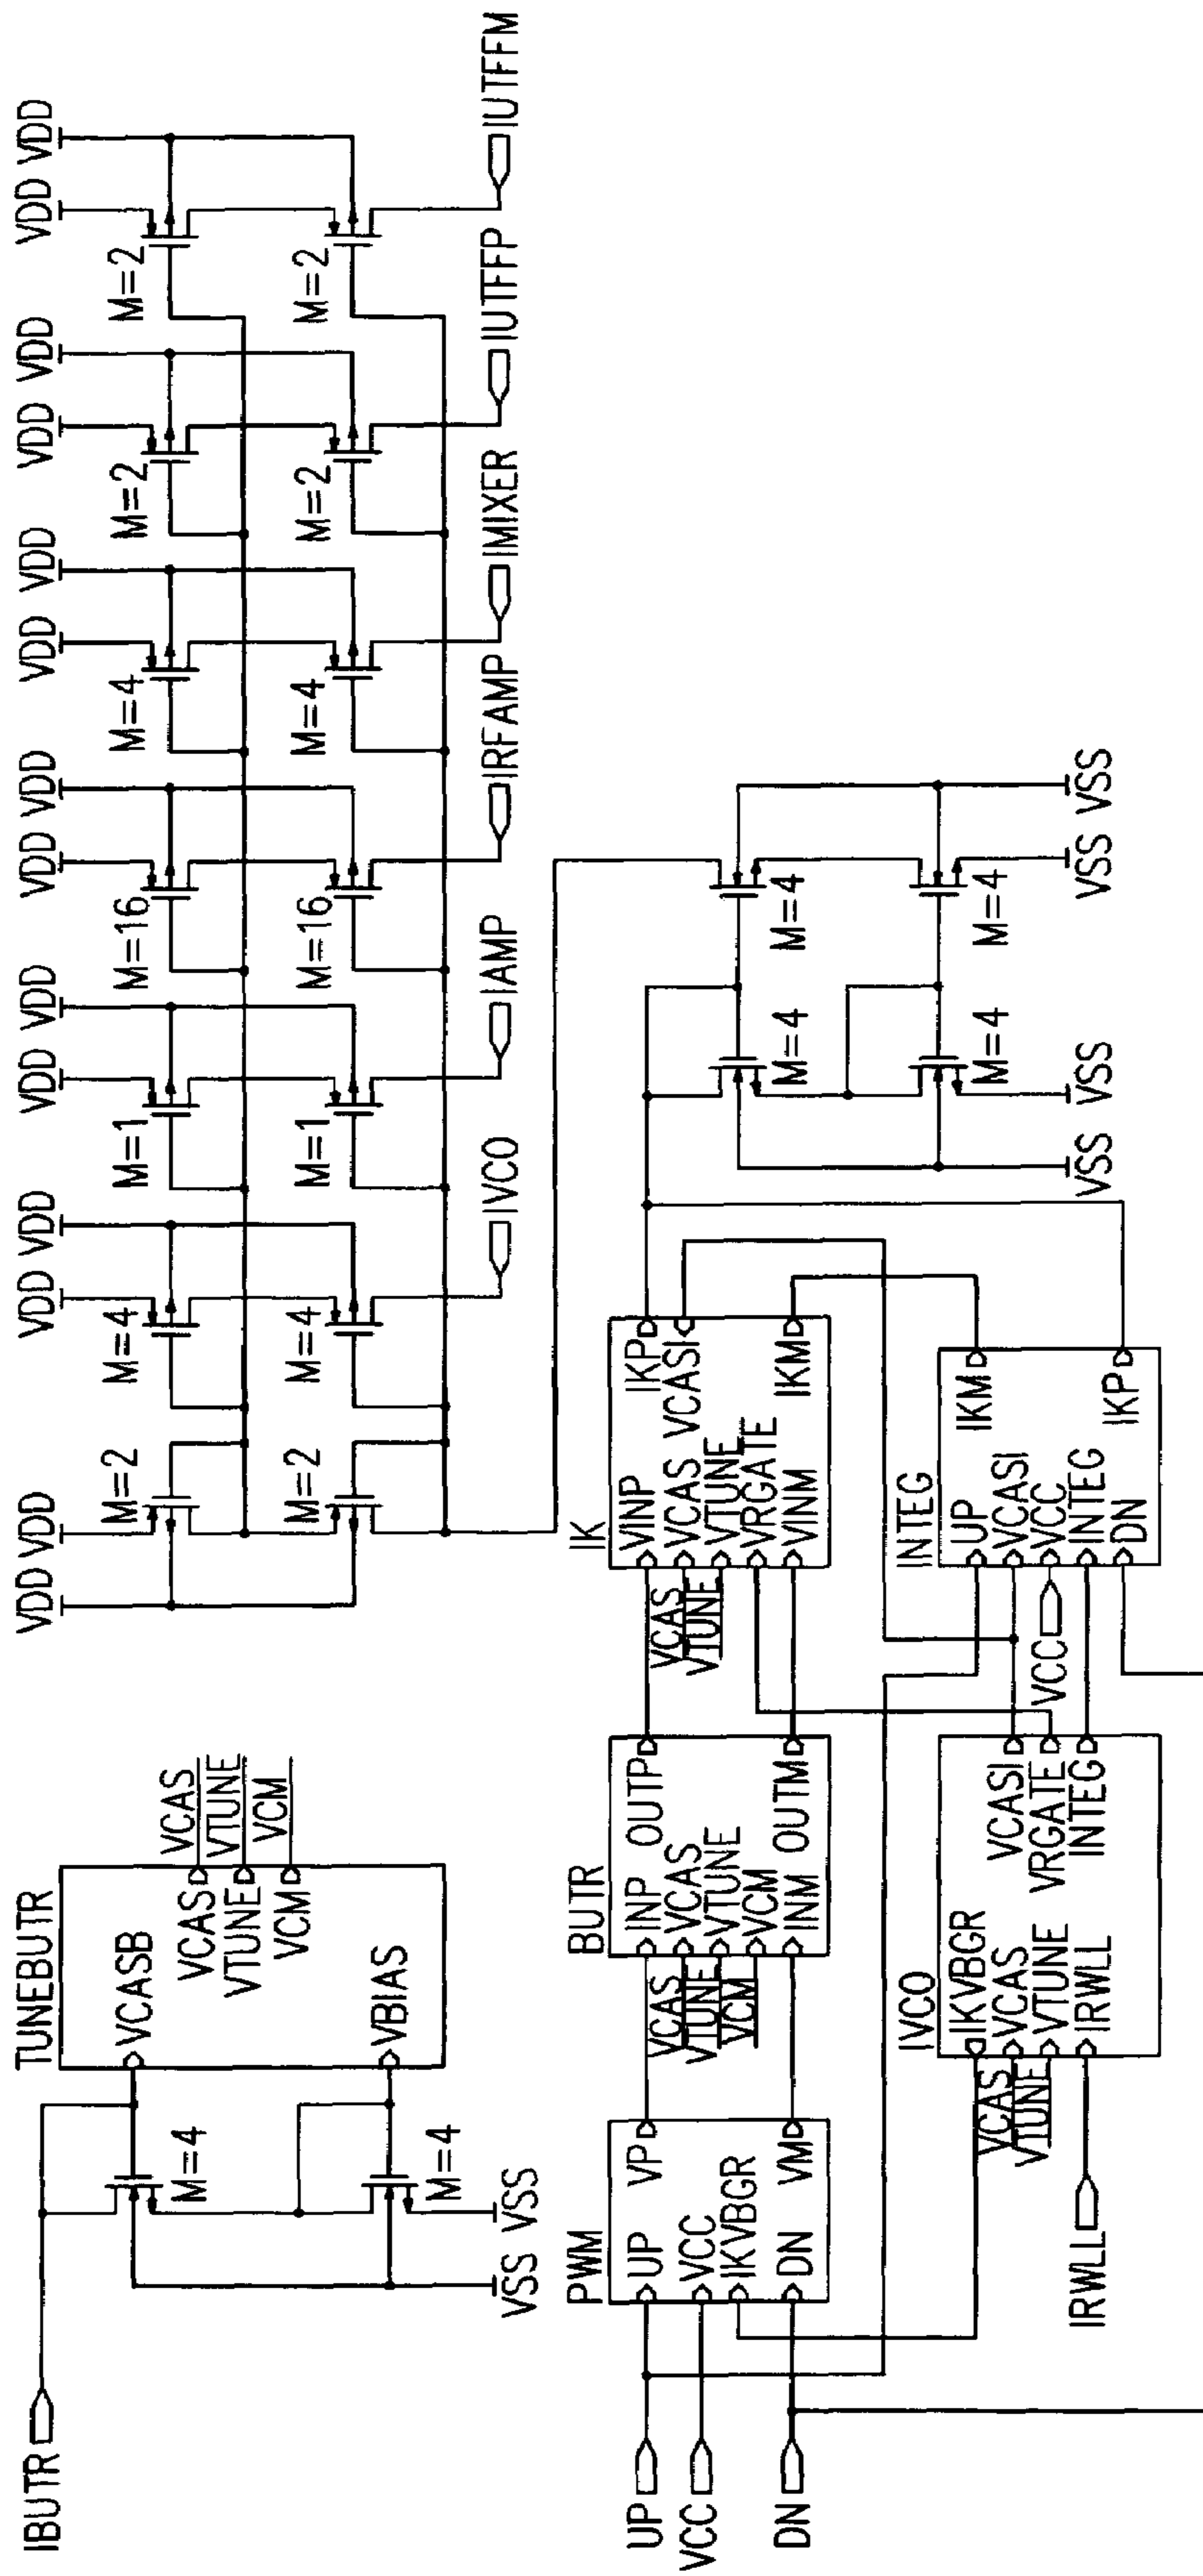 IBUTR
TUNEBUTR
VCASB
VCAS
VTUNE
VCM
VBIAS
VCAS
VTUNE
VCM
M=4
M=4
VSS VSS
VDD VDD VDD VDD VDD VDD VDD VDD VDD VDD VDD VDD VDD VDD
M=2 M=4 M=1 M=16 M=4 M=2 M=2
M=2 M=4 M=1 M=16 M=4 M=2 M=2
IVCO IAMP IRFAMP IMIXER IUTFFP IUTFFM
UP
VCC
DN
PWM
UP VP
VCC
IKVBGR
DN VM
VCAS
VTUNE
VCM
BUTR
INP OUTP
VCAS
VTUNE
VCM
INM OUTM
VCAS
VTUNE
IK
VINP IKP
VCAS VCASI
VTUNE
VRGATE
VINM IKM
M=4 M=4
M=4 M=4
VSS VSS VSS VSS
IRWLL
VCAS
VTUNE
IVCO
IKVBGR
VCAS VCASI
VTUNE VRGATE
IRWLL INTEG
VCC
INTEG
UP IKM
VCASI
VCC
INTEG
DN IKP